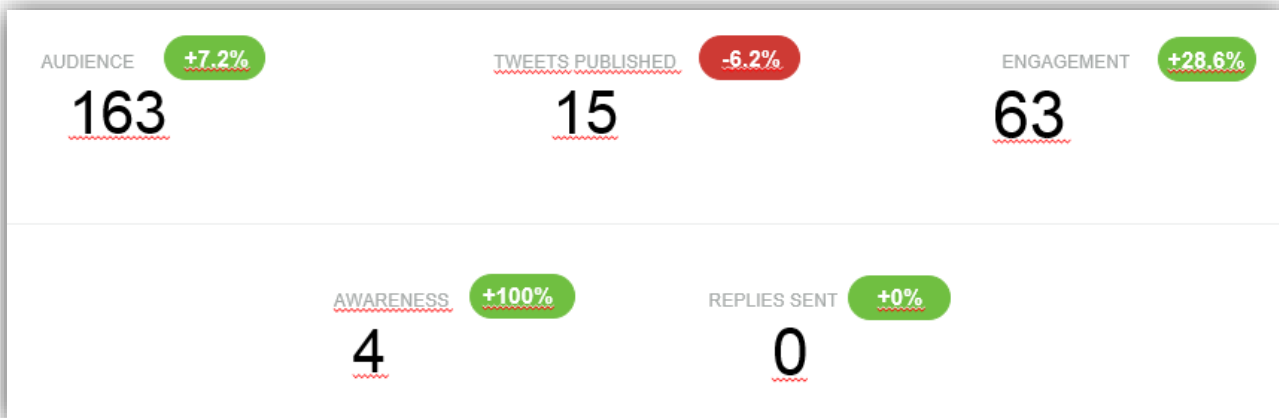 AUDIENCE +7.2%
TWEETS PUBLISHED -6.2%
ENGAGEMENT +28.6%
163
15
63
AWARENESS +100%
REPLIES SENT +0%
4
0